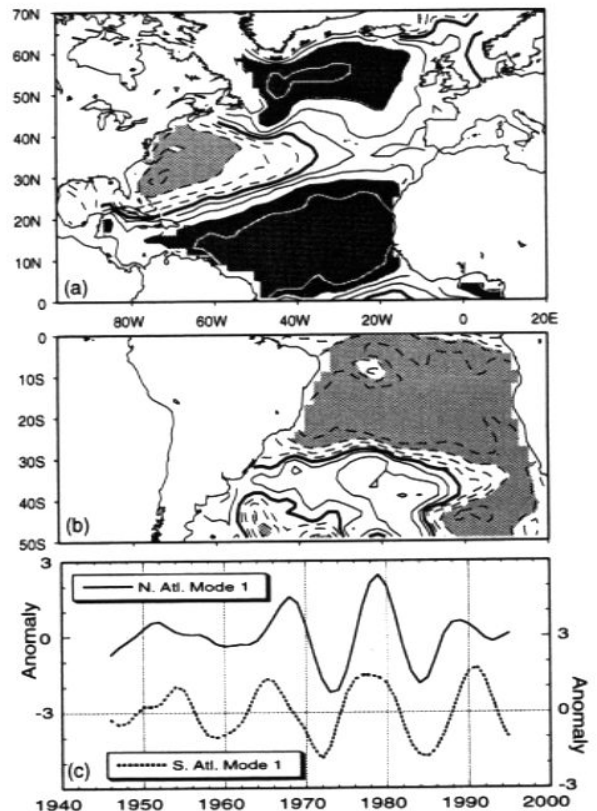 70N
60N
50N
40N
30N
20N
10N
0
(a)
80W 60W 40W 20W 0 20E
0
10S
20S
30S
40S
50S
(b)
3
0
-3
Anomaly
N. Atl. Mode 1
3
0
-3
Anomaly
(c)
S. Atl. Mode 1
1940 1950 1960 1970 1980 1990 2000